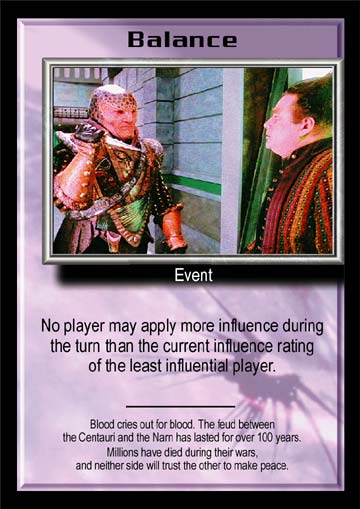 Balance
Event
No player may apply more influence during
the turn than the current influence rating
of the least influential player.
Blood cries out for blood. The feud between
the Centauri and the Narn has lasted for over 100 years.
Millions have died during their wars,
and neither side will trust the other to make peace.